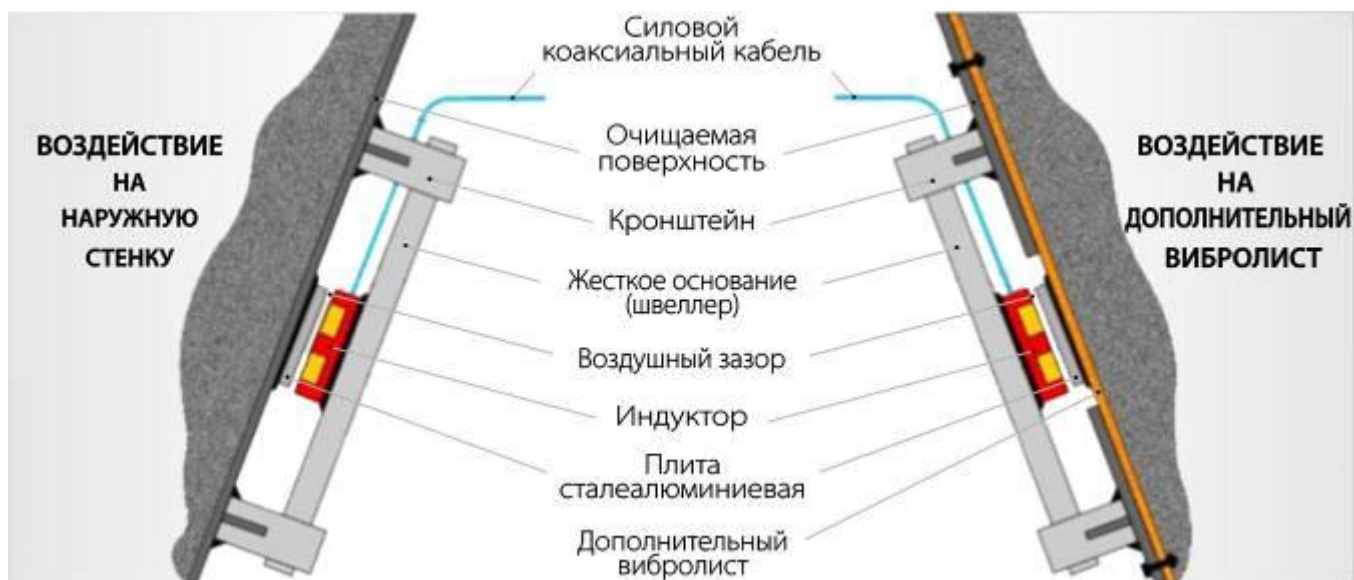 ВОЗДЕЙСТВИЕ
НА
НАРУЖНУЮ
СТЕНКУ
Силовой
коаксиальный кабель
Очищаемая
поверхность
Кронштейн
Жесткое основание
(швеллер)
Воздушный зазор
Индуктор
Плита
сталеалюминиевая
Дополнительный
вибролист
ВОЗДЕЙСТВИЕ
НА
ДОПОЛНИТЕЛЬНЫЙ
ВИБРОЛИСТ